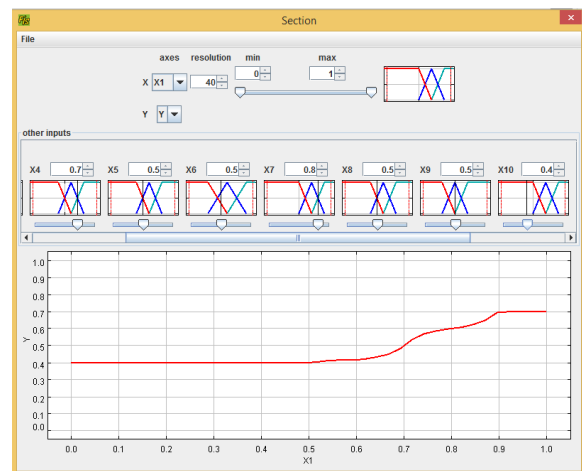 Section
File
axes resolution min max
X X1 40 0 1
Y Y
other inputs
X4 0.7 X5 0.5 X6 0.5 X7 0.8 X8 0.5 X9 0.5 X10 0.4
1.0
0.9
0.8
0.7
0.6
0.5
0.4
0.3
0.2
0.1
0.0
Y
0.0 0.1 0.2 0.3 0.4 0.5 0.6 0.7 0.8 0.9 1.0
X1